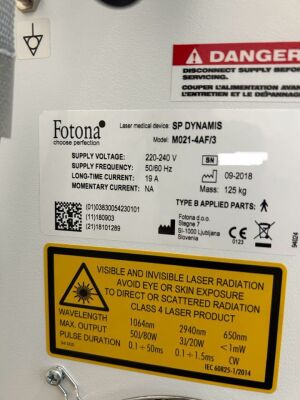 DANGER
DISCONNECT SUPPLY BEFORE
COUPER L'ALIMENTATION AVANT
L'ENTRETIEN ET LE DÉPANNAG
Fotona
choose perfection
Laser medical device: SP DYNAMIS
Model: M021-4AF/3
SUPPLY VOLTAGE: 220-240 V
SUPPLY FREQUENCY: 50/60 Hz
LONG-TIME CURRENT: 19 A
MOMENTARY CURRENT: NA
SN
09-2018
Mass: 125 kg
TYPE B APPLIED PARTS:
(01)03830054230101
(11)180903
(21)18101289
Fotona d.o.o.
Stegne 7
SI-1000 Ljubljana
Slovenia
0123
94024
VISIBLE AND INVISIBLE LASER RADIATION
AVOID EYE OR SKIN EXPOSURE
TO DIRECT OR SCATTERED RADIATION
CLASS 4 LASER PRODUCT
WAVELENGTH 1064nm 2940nm 650nm
MAX. OUTPUT 50J/80W 3J/20W <1mW
PULSE DURATION 0.1÷50ms 0.1÷1.5ms CW
IEC 60825-1/2014